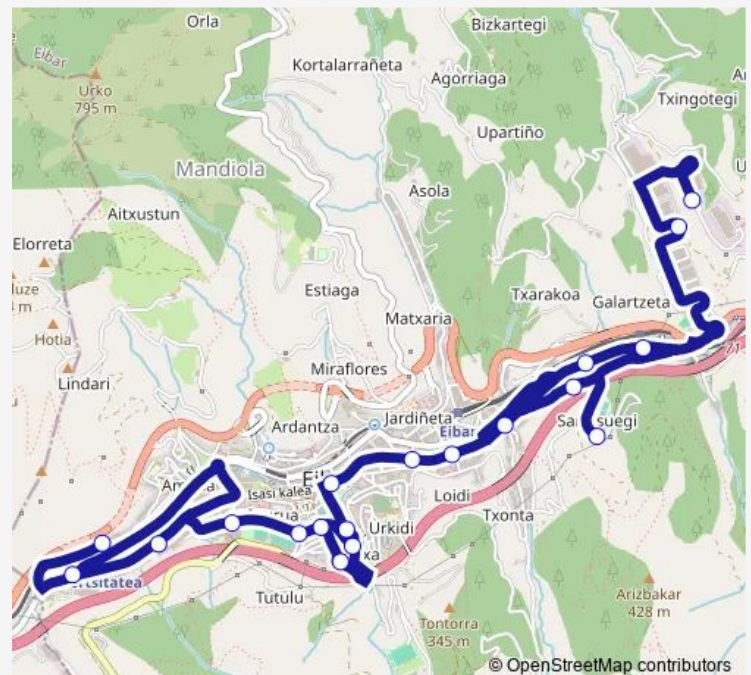 Orla
Bizkartegi
Eibar
Kortalarrañeta
Urko
795 m
Agorriaga
Txingotegi
Upartiño
Mandiola
Asola
Aitxustun
Elorreta
Estiaga
Txarakoa
Galartzeta
Matxaria
Hotia
Miraflores
Lindari
Jardiñeta
Ardantza
Eibar
Isasi kalea
Loidi
Urkidi
Txonta
Arizbakar
428 m
Tutulu
Tontorra
345 m
© OpenStreetMap contributors